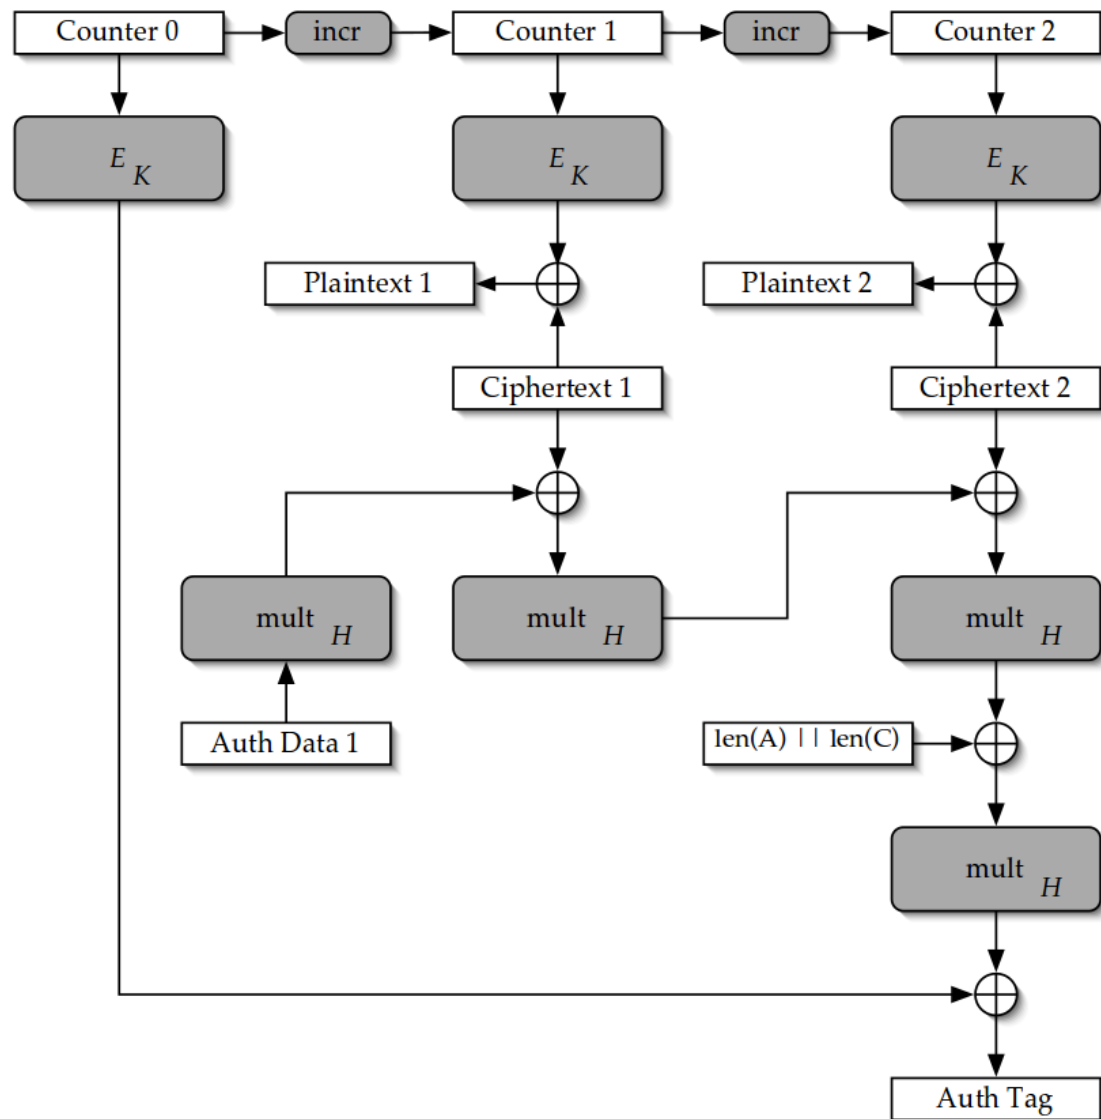 Counter 0
incr
Counter 1
incr
Counter 2
E K
E K
E K
Plaintext 1
Plaintext 2
Ciphertext 1
Ciphertext 2
mult H
mult H
mult H
Auth Data 1
len(A) || len(C)
mult H
Auth Tag